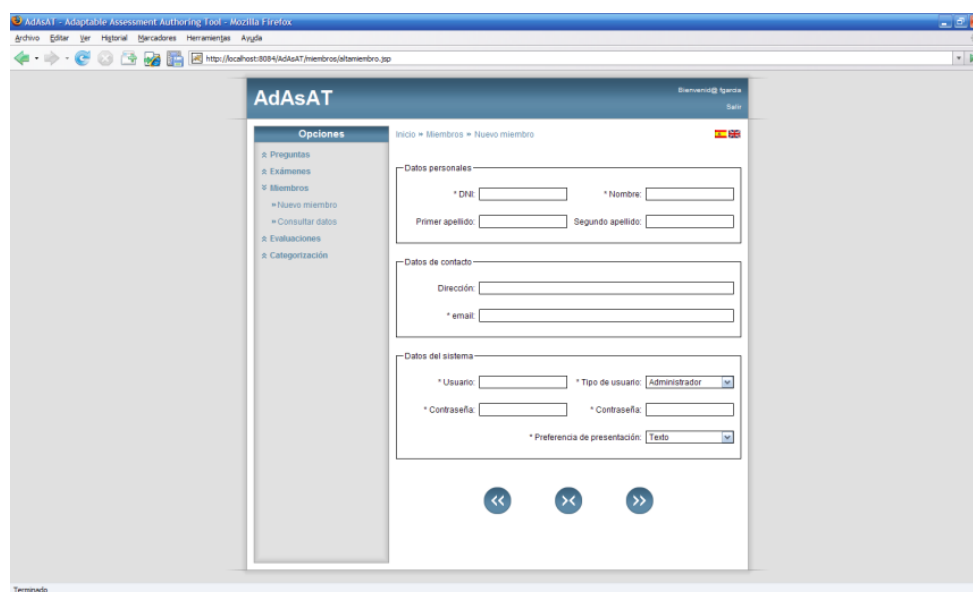 AdAsAT - Adaptable Assessment Authoring Tool - Mozilla Firefox
Archivo Editar Ver Historial Marcadores Herramientas Ayuda
http://localhost:8084/AdAsAT/miembros/altamiembro.jsp
AdAsAT
Bienvenid@ fgarcia
Salir
Opciones
Inicio » Miembros » Nuevo miembro
Preguntas
Exámenes
Miembros
» Nuevo miembro
» Consultar datos
Evaluaciones
Categorización
Datos personales
* DNI: * Nombre:
Primer apellido: Segundo apellido:
Datos de contacto
Dirección:
* email:
Datos del sistema
* Usuario: * Tipo de usuario: Administrador
* Contraseña: * Contraseña:
* Preferencia de presentación: Texto
Terminado